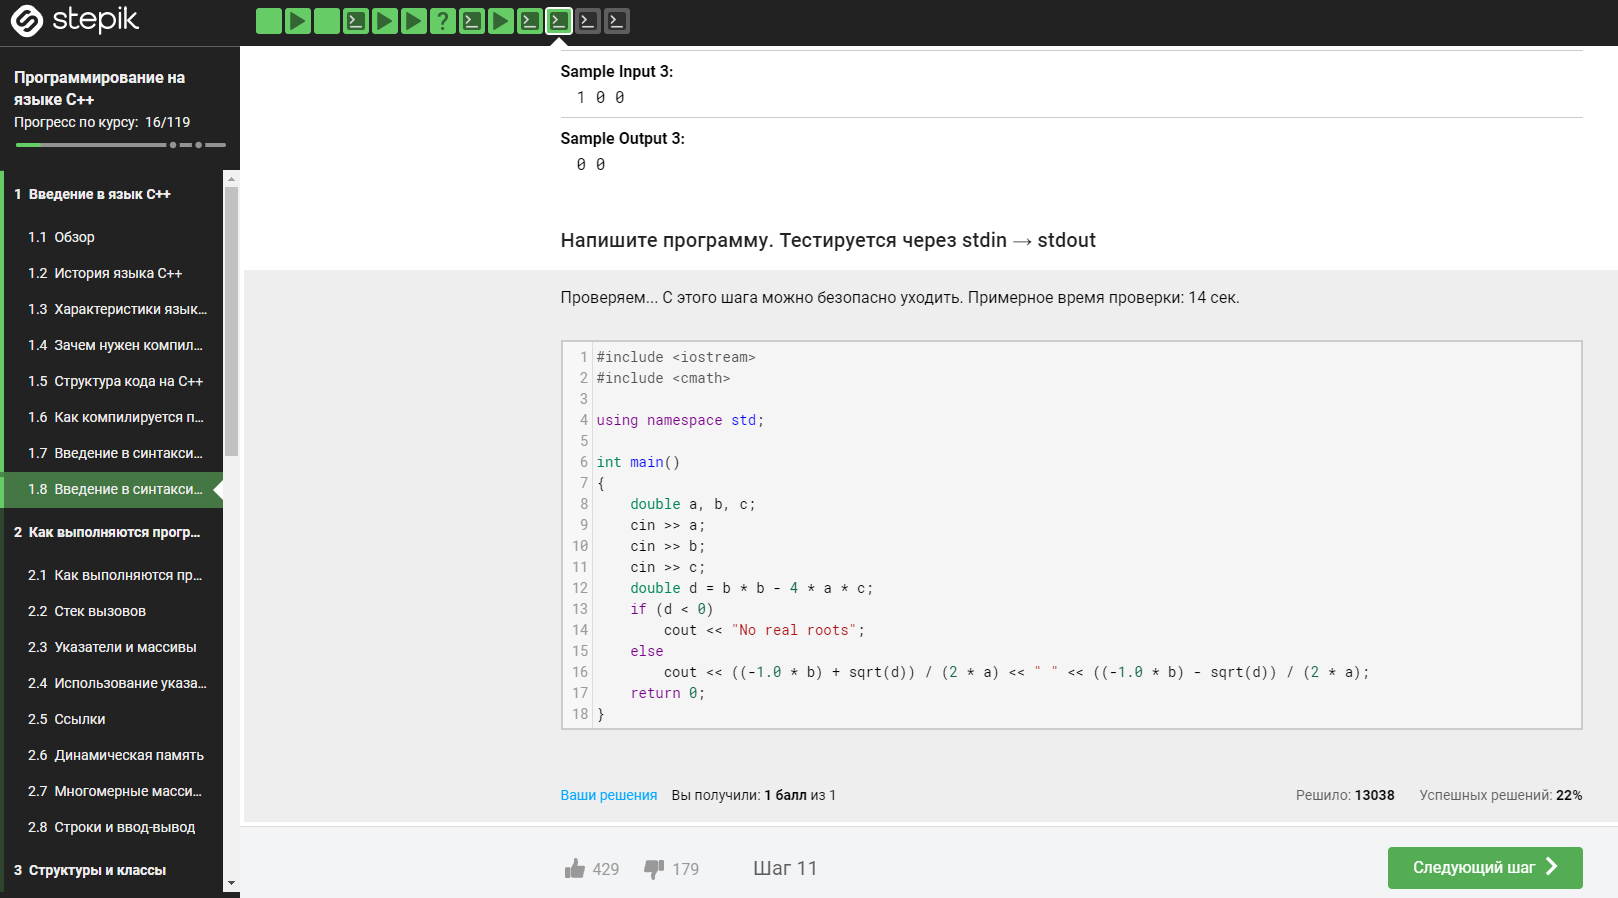 stepik
Программирование на
языке C++
Прогресс по курсу: 16/119
1 Введение в язык C++
1.1 Обзор
1.2 История языка C++
1.3 Характеристики язык...
1.4 Зачем нужен компил...
1.5 Структура кода на C++
1.6 Как компилируется п...
1.7 Введение в синтакси...
1.8 Введение в синтакси...
2 Как выполняются прогр...
2.1 Как выполняются пр...
2.2 Стек вызовов
2.3 Указатели и массивы
2.4 Использование указа...
2.5 Ссылки
2.6 Динамическая память
2.7 Многомерные масси...
2.8 Строки и ввод-вывод
3 Структуры и классы
Sample Input 3:
1 0 0
Sample Output 3:
0 0
Напишите программу. Тестируется через stdin → stdout
Проверяем... С этого шага можно безопасно уходить. Примерное время проверки: 14 сек.
1 #include <iostream>
2 #include <cmath>
3
4 using namespace std;
5
6 int main()
7 {
8 double a, b, c;
9 cin >> a;
10 cin >> b;
11 cin >> c;
12 double d = b * b - 4 * a * c;
13 if (d < 0)
14 cout << "No real roots";
15 else
16 cout << ((-1.0 * b) + sqrt(d)) / (2 * a) << " " << ((-1.0 * b) - sqrt(d)) / (2 * a);
17 return 0;
18 }
Ваши решения Вы получили: 1 балл из 1 Решило: 13038 Успешных решений: 22%
429 179 Шаг 11 Следующий шаг